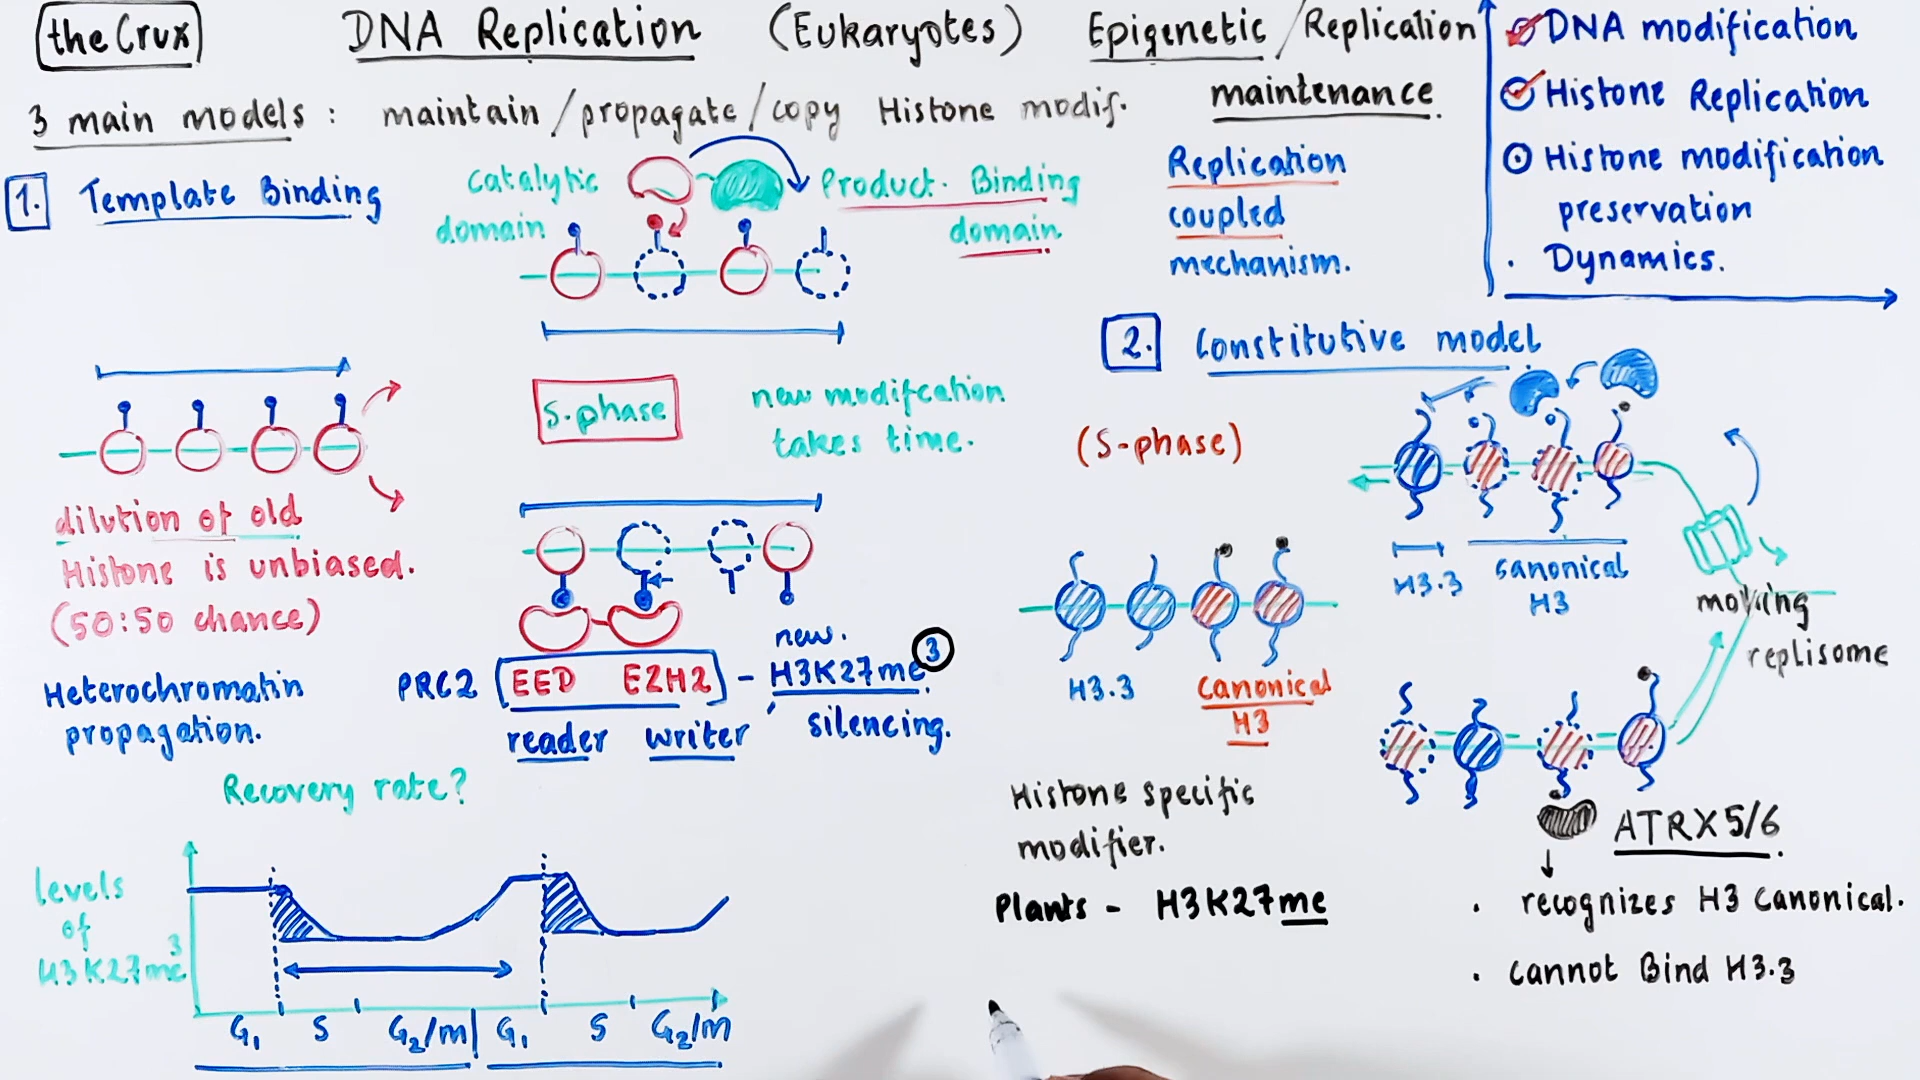 the Crux
DNA Replication (Eukaryotes) Epigenetic / Replication
maintenance.
DNA modification
Histone Replication
Histone modification
preservation
. Dynamics.
3 main models : maintain / propagate / copy Histone modif.
1. Template Binding
catalytic
domain
Product. Binding
domain
Replication
coupled
mechanism.
S-phase
new modifcation
takes time.
dilution of old
Histone is unbiased.
(50:50 chance)
Heterochromatin
propagation.
PRC2 EED EZH2 - new. H3K27me3.
reader writer silencing.
Recovery rate?
levels
of
H3K27me3
G1 S G2/m G1 S G2/m
2. Constitutive model
(S-phase)
H3.3
canonical
H3
moving
replisome
H3.3
Canonical
H3
Histone specific
modifier.
Plants - H3K27me
ATRX5/6.
. recognizes H3 Canonical.
. cannot Bind H3.3